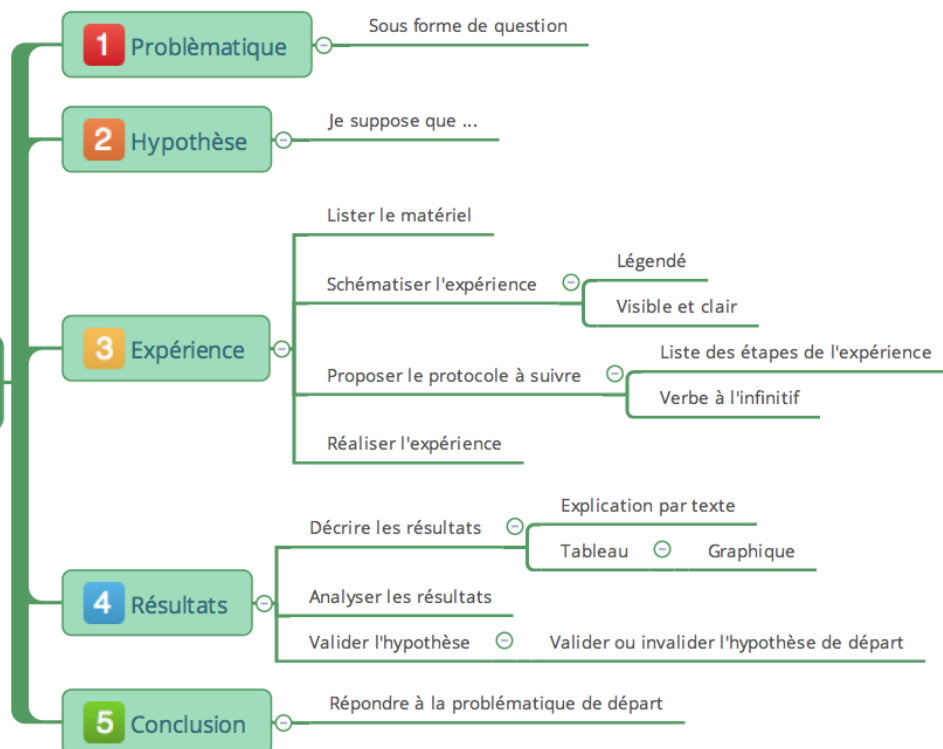 1 Problèmatique
Sous forme de question
2 Hypothèse
Je suppose que ...
3 Expérience
Lister le matériel
Schématiser l'expérience
Légendé
Visible et clair
Proposer le protocole à suivre
Liste des étapes de l'expérience
Verbe à l'infinitif
Réaliser l'expérience
4 Résultats
Décrire les résultats
Explication par texte
Tableau
Graphique
Analyser les résultats
Valider l'hypothèse
Valider ou invalider l'hypothèse de départ
5 Conclusion
Répondre à la problématique de départ